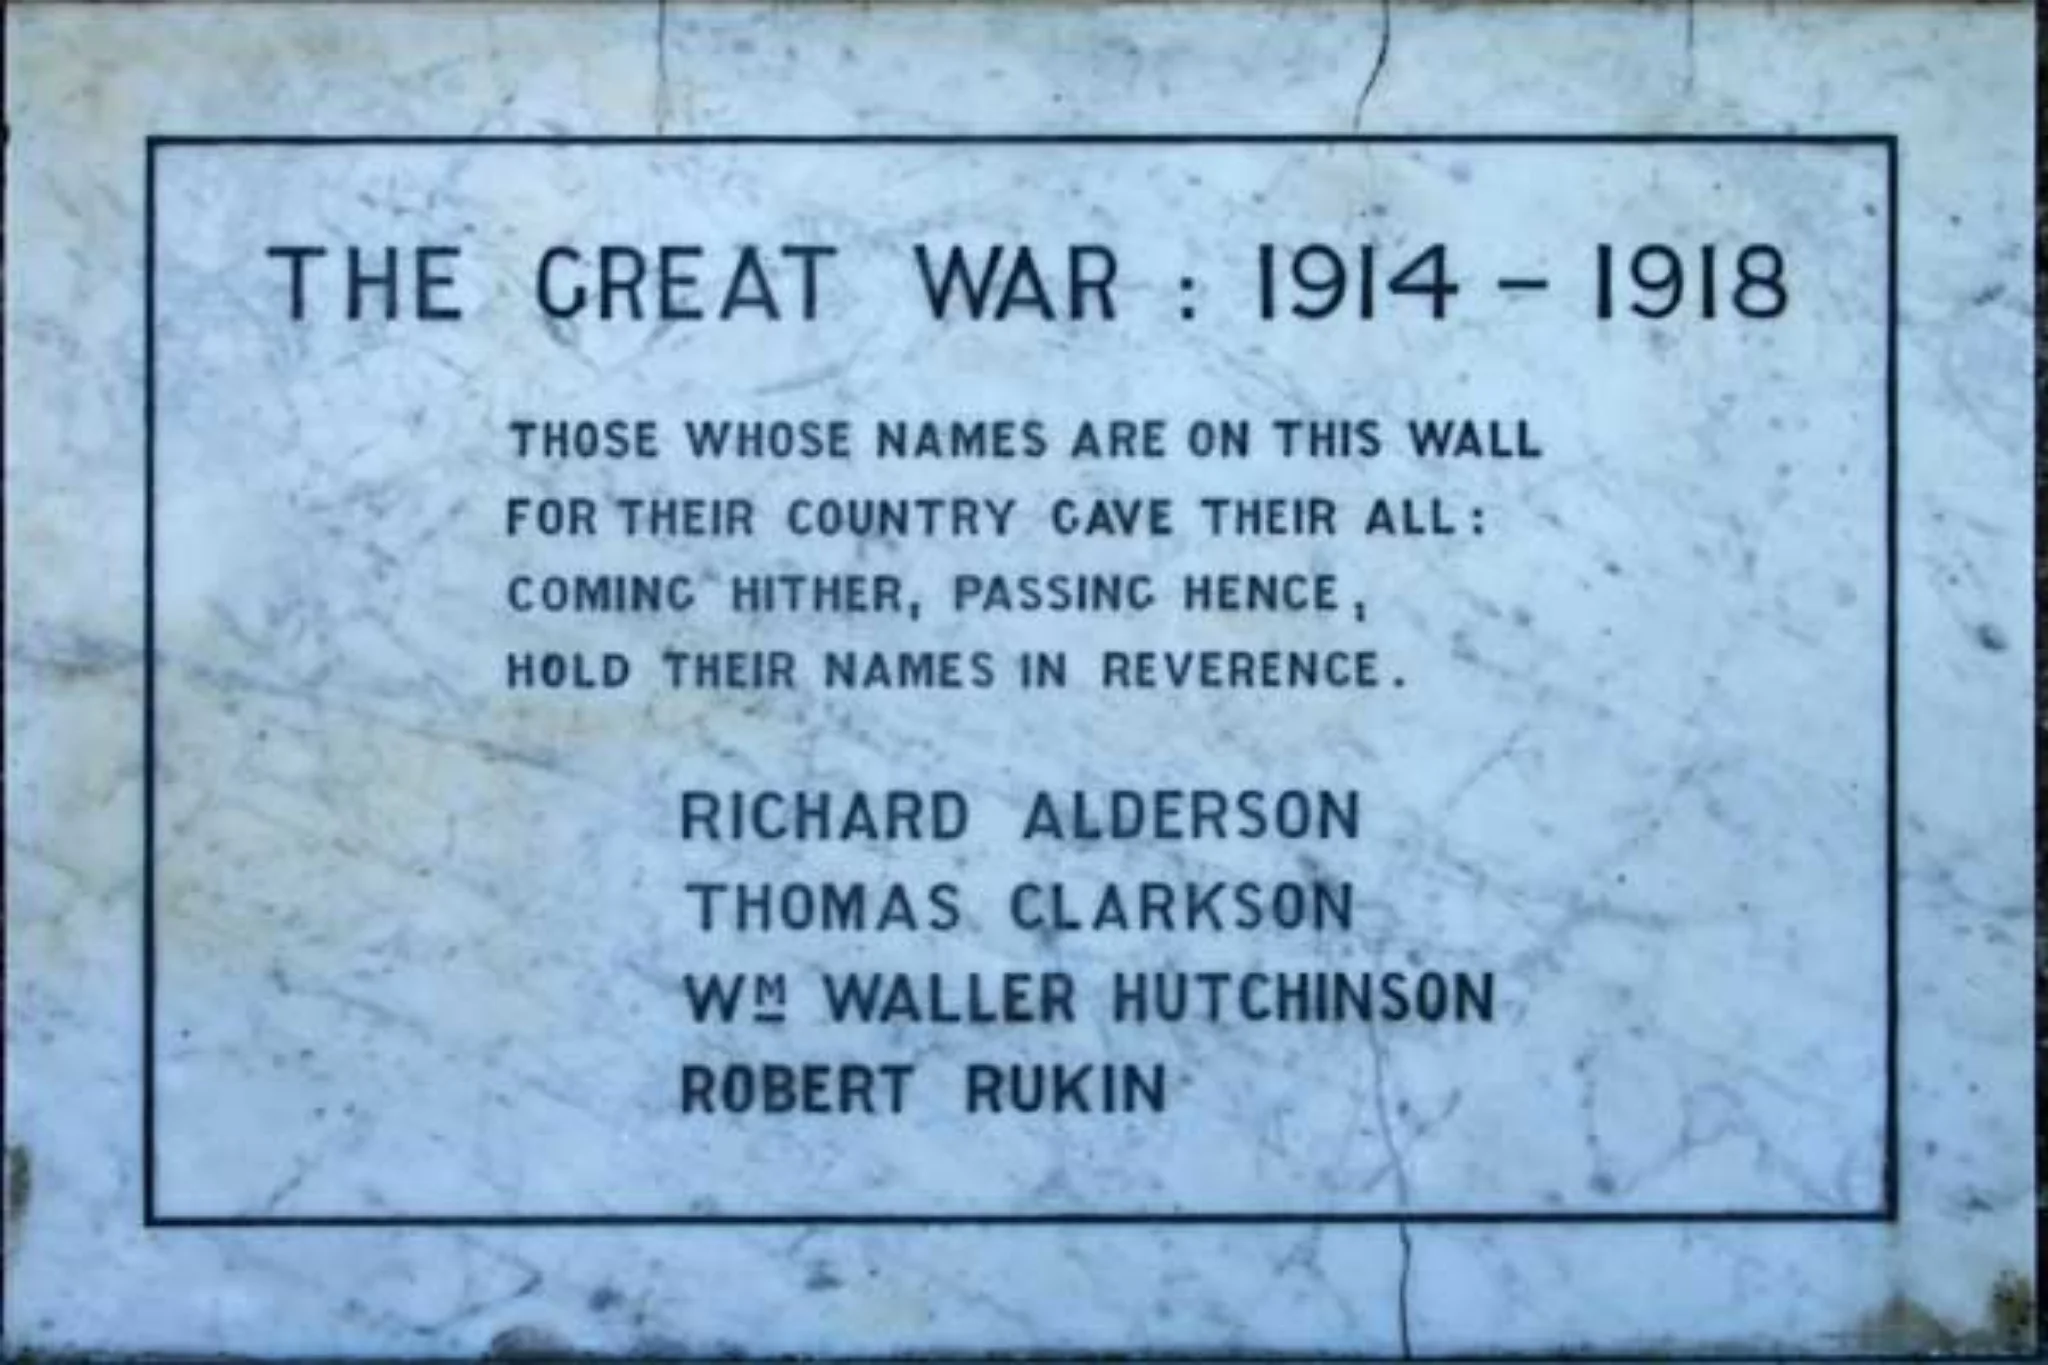 THE GREAT WAR : 1914 – 1918
THOSE WHOSE NAMES ARE ON THIS WALL
FOR THEIR COUNTRY GAVE THEIR ALL:
COMING HITHER, PASSING HENCE,
HOLD THEIR NAMES IN REVERENCE.
RICHARD ALDERSON
THOMAS CLARKSON
WM WALLER HUTCHINSON
ROBERT RUKIN